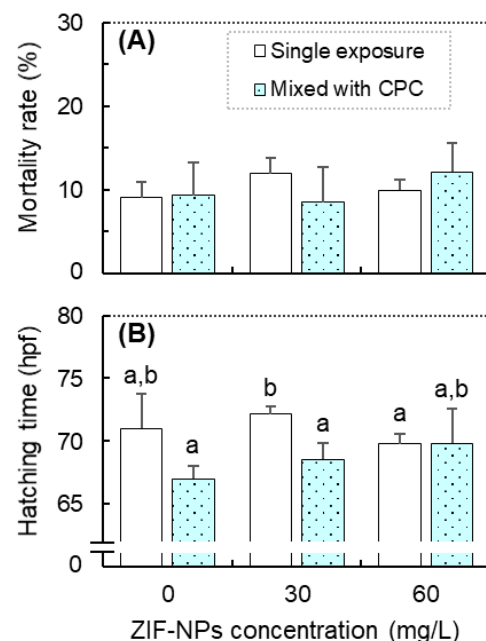 (A)
Single exposure
Mixed with CPC
Mortality rate (%)
30
20
10
0
(B)
Hatching time (hpf)
80
75
70
65
0
a,b
a
b
a
a
a,b
0 30 60
ZIF-NPs concentration (mg/L)